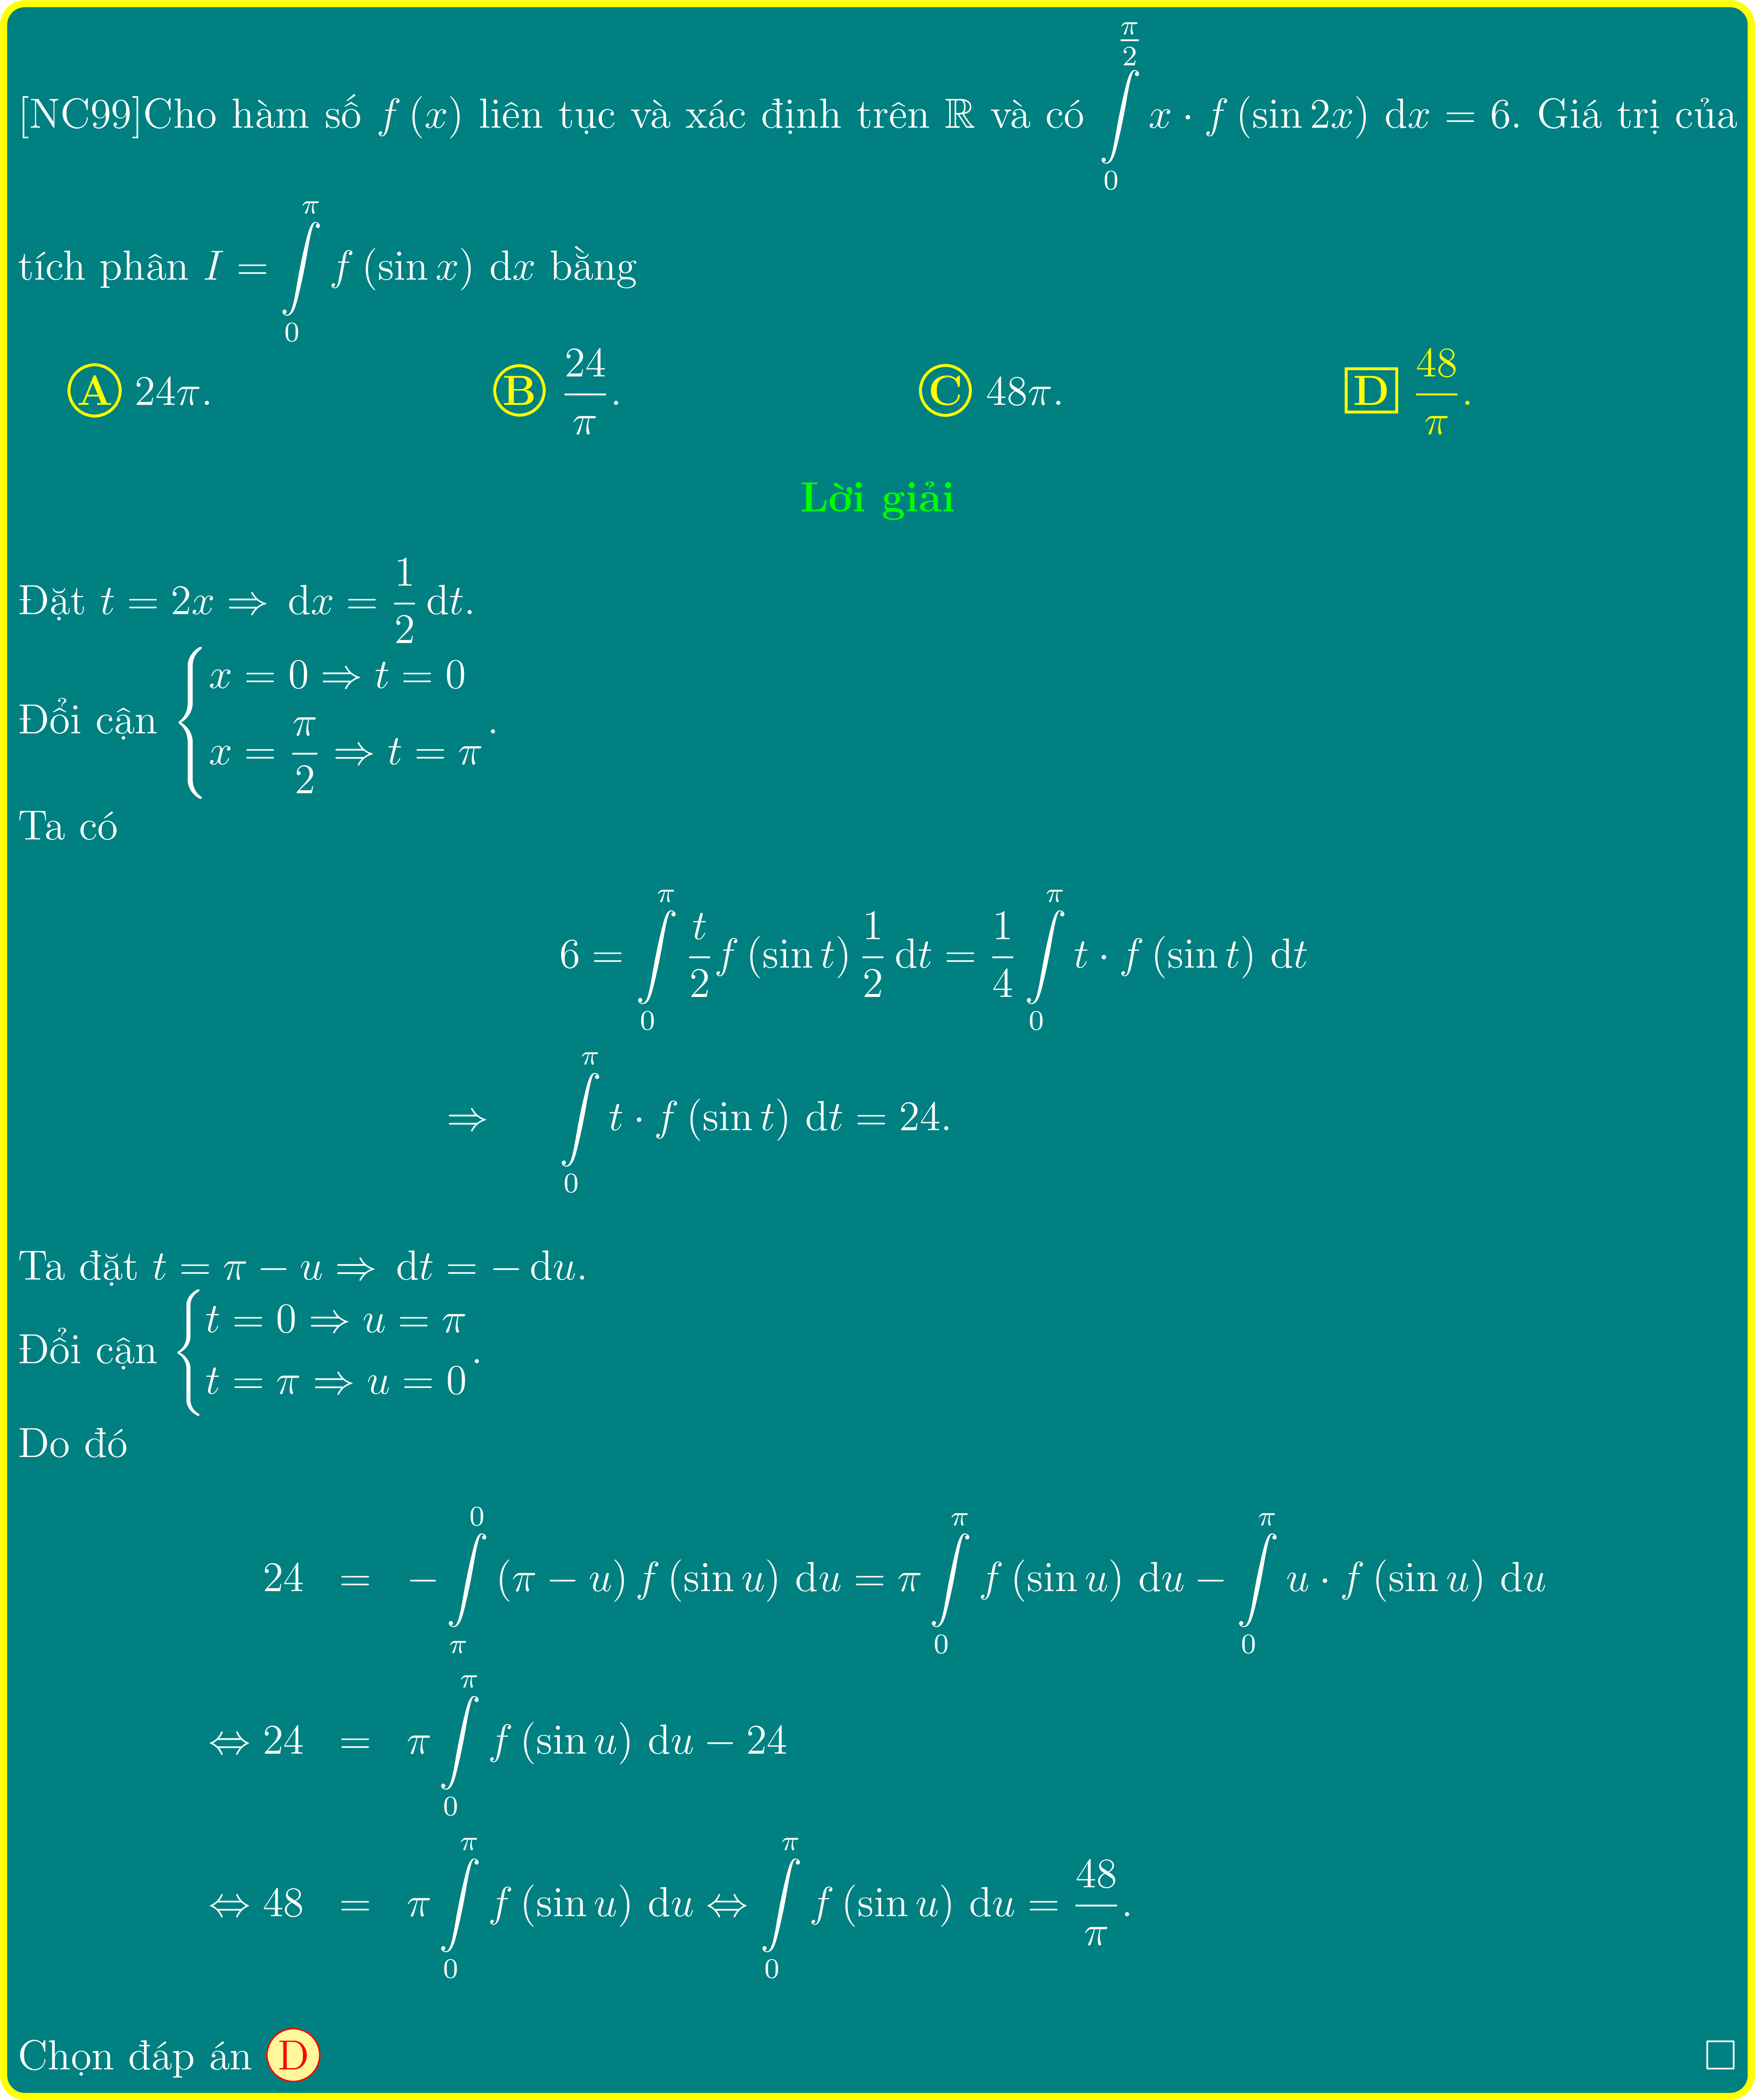 [NC99]Cho hàm số $f(x)$ liên tục và xác định trên $\mathbb{R}$ và có $\int\limits_0^{\frac{\pi}{2}} x \cdot f(\sin 2x) \, \mathrm{d}x = 6$. Giá trị của
tích phân $I = \int\limits_0^{\pi} f(\sin x) \, \mathrm{d}x$ bằng
A $24\pi$. B $\frac{24}{\pi}$. C $48\pi$. D $\frac{48}{\pi}$.
Lời giải
Đặt $t = 2x \Rightarrow \mathrm{d}x = \frac{1}{2} \, \mathrm{d}t$.
Đổi cận $\begin{cases} x = 0 \Rightarrow t = 0 \\ x = \frac{\pi}{2} \Rightarrow t = \pi \end{cases}$.
Ta có
$6 = \int\limits_0^{\pi} \frac{t}{2} f(\sin t) \frac{1}{2} \, \mathrm{d}t = \frac{1}{4} \int\limits_0^{\pi} t \cdot f(\sin t) \, \mathrm{d}t$
$\Rightarrow \int\limits_0^{\pi} t \cdot f(\sin t) \, \mathrm{d}t = 24.$
Ta đặt $t = \pi - u \Rightarrow \mathrm{d}t = -\,\mathrm{d}u$.
Đổi cận $\begin{cases} t = 0 \Rightarrow u = \pi \\ t = \pi \Rightarrow u = 0 \end{cases}$.
Do đó
$24 = -\int\limits_{\pi}^{0} (\pi - u) f(\sin u) \, \mathrm{d}u = \pi \int\limits_0^{\pi} f(\sin u) \, \mathrm{d}u - \int\limits_0^{\pi} u \cdot f(\sin u) \, \mathrm{d}u$
$\Leftrightarrow 24 = \pi \int\limits_0^{\pi} f(\sin u) \, \mathrm{d}u - 24$
$\Leftrightarrow 48 = \pi \int\limits_0^{\pi} f(\sin u) \, \mathrm{d}u \Leftrightarrow \int\limits_0^{\pi} f(\sin u) \, \mathrm{d}u = \frac{48}{\pi}.$
Chọn đáp án D □